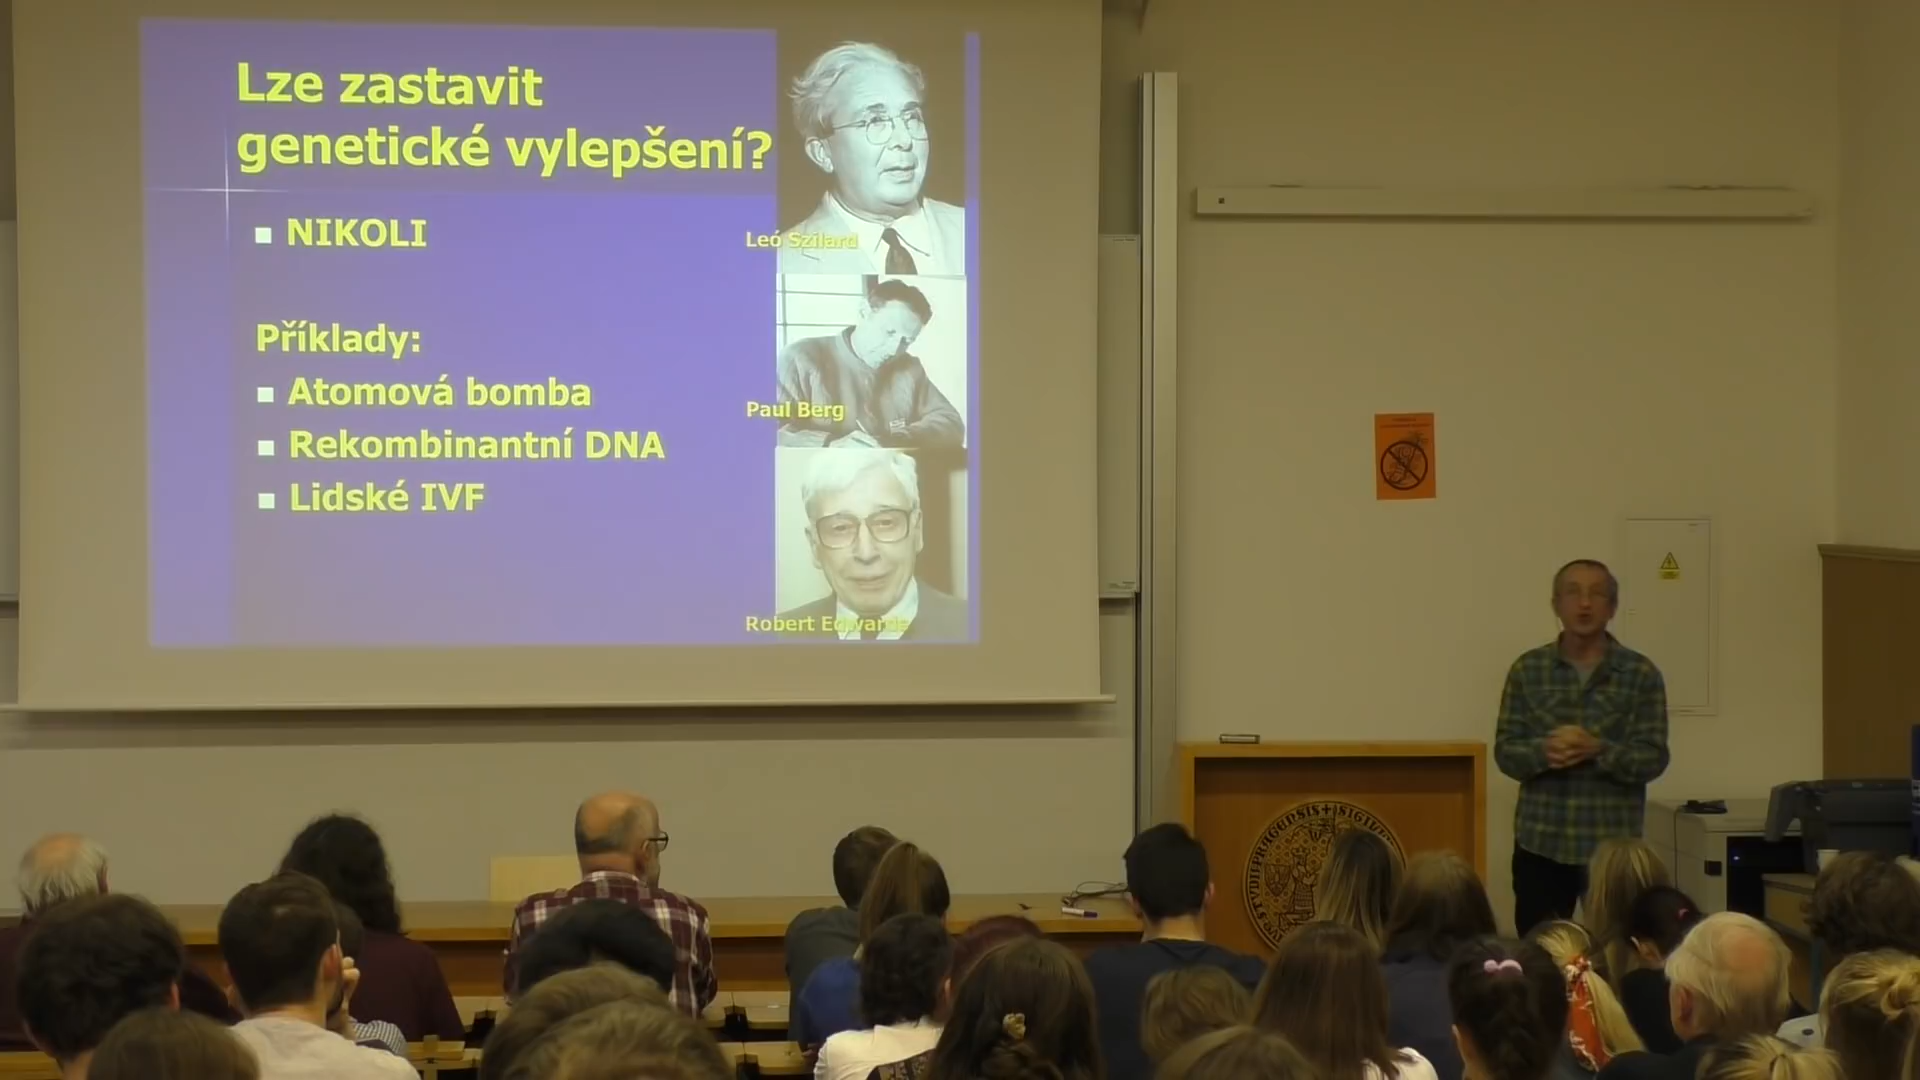 Lze zastavit
genetické vylepšení?
NIKOLI
Příklady:
Atomová bomba
Rekombinantní DNA
Lidské IVF
Leó Szilard
Paul Berg
Robert Edwards